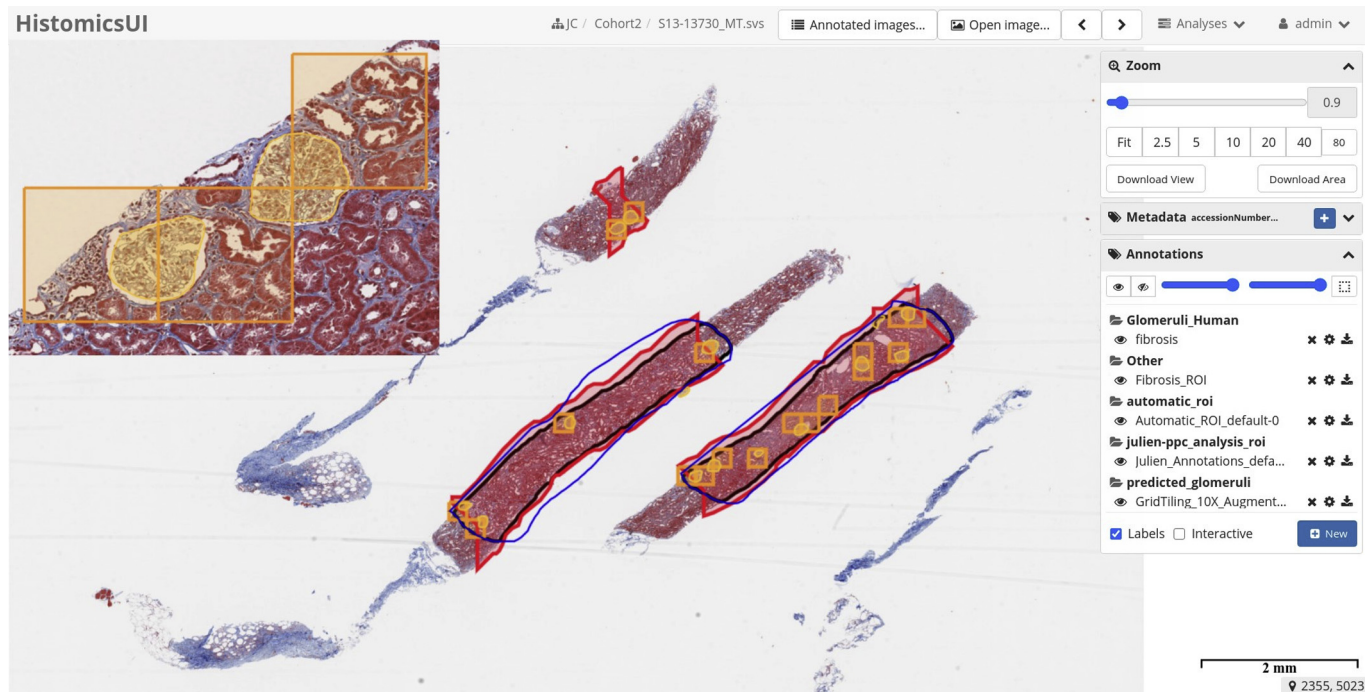 HistomicsUI
JC / Cohort2 / S13-13730_MT.svs
Annotated images...
Open image...
Analyses
admin
Zoom
0.9
Fit 2.5 5 10 20 40 80
Download View
Download Area
Metadata accessionNumber...
Annotations
Glomeruli_Human
fibrosis
Other
Fibrosis_ROI
automatic_roi
Automatic_ROI_default-0
julien-ppc_analysis_roi
Julien_Annotations_defa...
predicted_glomeruli
GridTiling_10X_Augment...
Labels Interactive
New
2 mm
2355, 5023